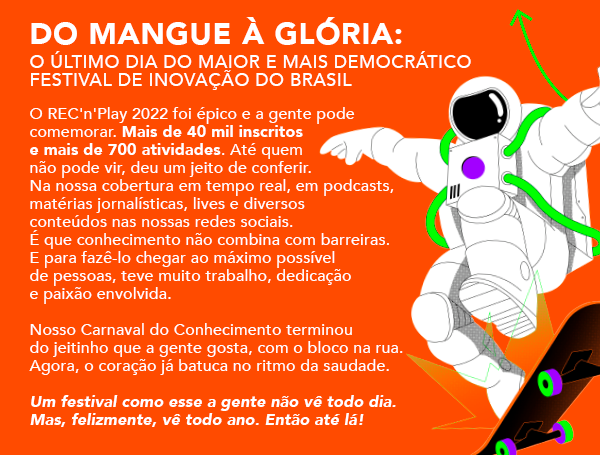 DO MANGUE À GLÓRIA:
O ÚLTIMO DIA DO MAIOR E MAIS DEMOCRÁTICO
FESTIVAL DE INOVAÇÃO DO BRASIL
O REC'n'Play 2022 foi épico e a gente pode
comemorar. Mais de 40 mil inscritos
e mais de 700 atividades. Até quem
não pode vir, deu um jeito de conferir.
Na nossa cobertura em tempo real, em podcasts,
matérias jornalísticas, lives e diversos
conteúdos nas nossas redes sociais.
É que conhecimento não combina com barreiras.
E para fazê-lo chegar ao máximo possível
de pessoas, teve muito trabalho, dedicação
e paixão envolvida.
Nosso Carnaval do Conhecimento terminou
do jeitinho que a gente gosta, com o bloco na rua.
Agora, o coração já batuca no ritmo da saudade.
Um festival como esse a gente não vê todo dia.
Mas, felizmente, vê todo ano. Então até lá!